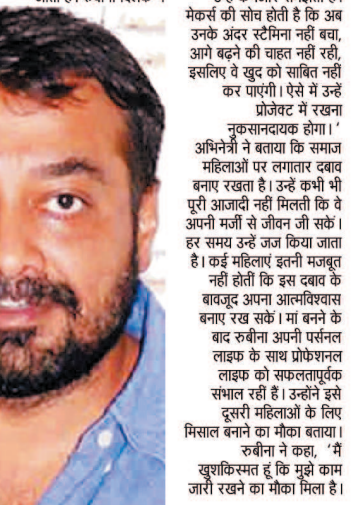 मेकर्स की सोच होती है कि अब
उनके अंदर स्टैमिना नहीं बचा,
आगे बढ़ने की चाहत नहीं रही,
इसलिए वे खुद को साबित नहीं
कर पाएंगी। ऐसे में उन्हें
प्रोजेक्ट में रखना
नुकसानदायक होगा।'
अभिनेत्री ने बताया कि समाज
महिलाओं पर लगातार दबाव
बनाए रखता है। उन्हें कभी भी
पूरी आजादी नहीं मिलती कि वे
अपनी मर्जी से जीवन जी सकें।
हर समय उन्हें जज किया जाता
है। कई महिलाएं इतनी मजबूत
नहीं होतीं कि इस दबाव के
बावजूद अपना आत्मविश्वास
बनाए रख सकें। मां बनने के
बाद रुबीना अपनी पर्सनल
लाइफ के साथ प्रोफेशनल
लाइफ को सफलतापूर्वक
संभाल रहीं हैं। उन्होंने इसे
दूसरी महिलाओं के लिए
मिसाल बनाने का मौका बताया।
रुबीना ने कहा, 'मैं
खुशकिस्मत हूं कि मुझे काम
जारी रखने का मौका मिला है।